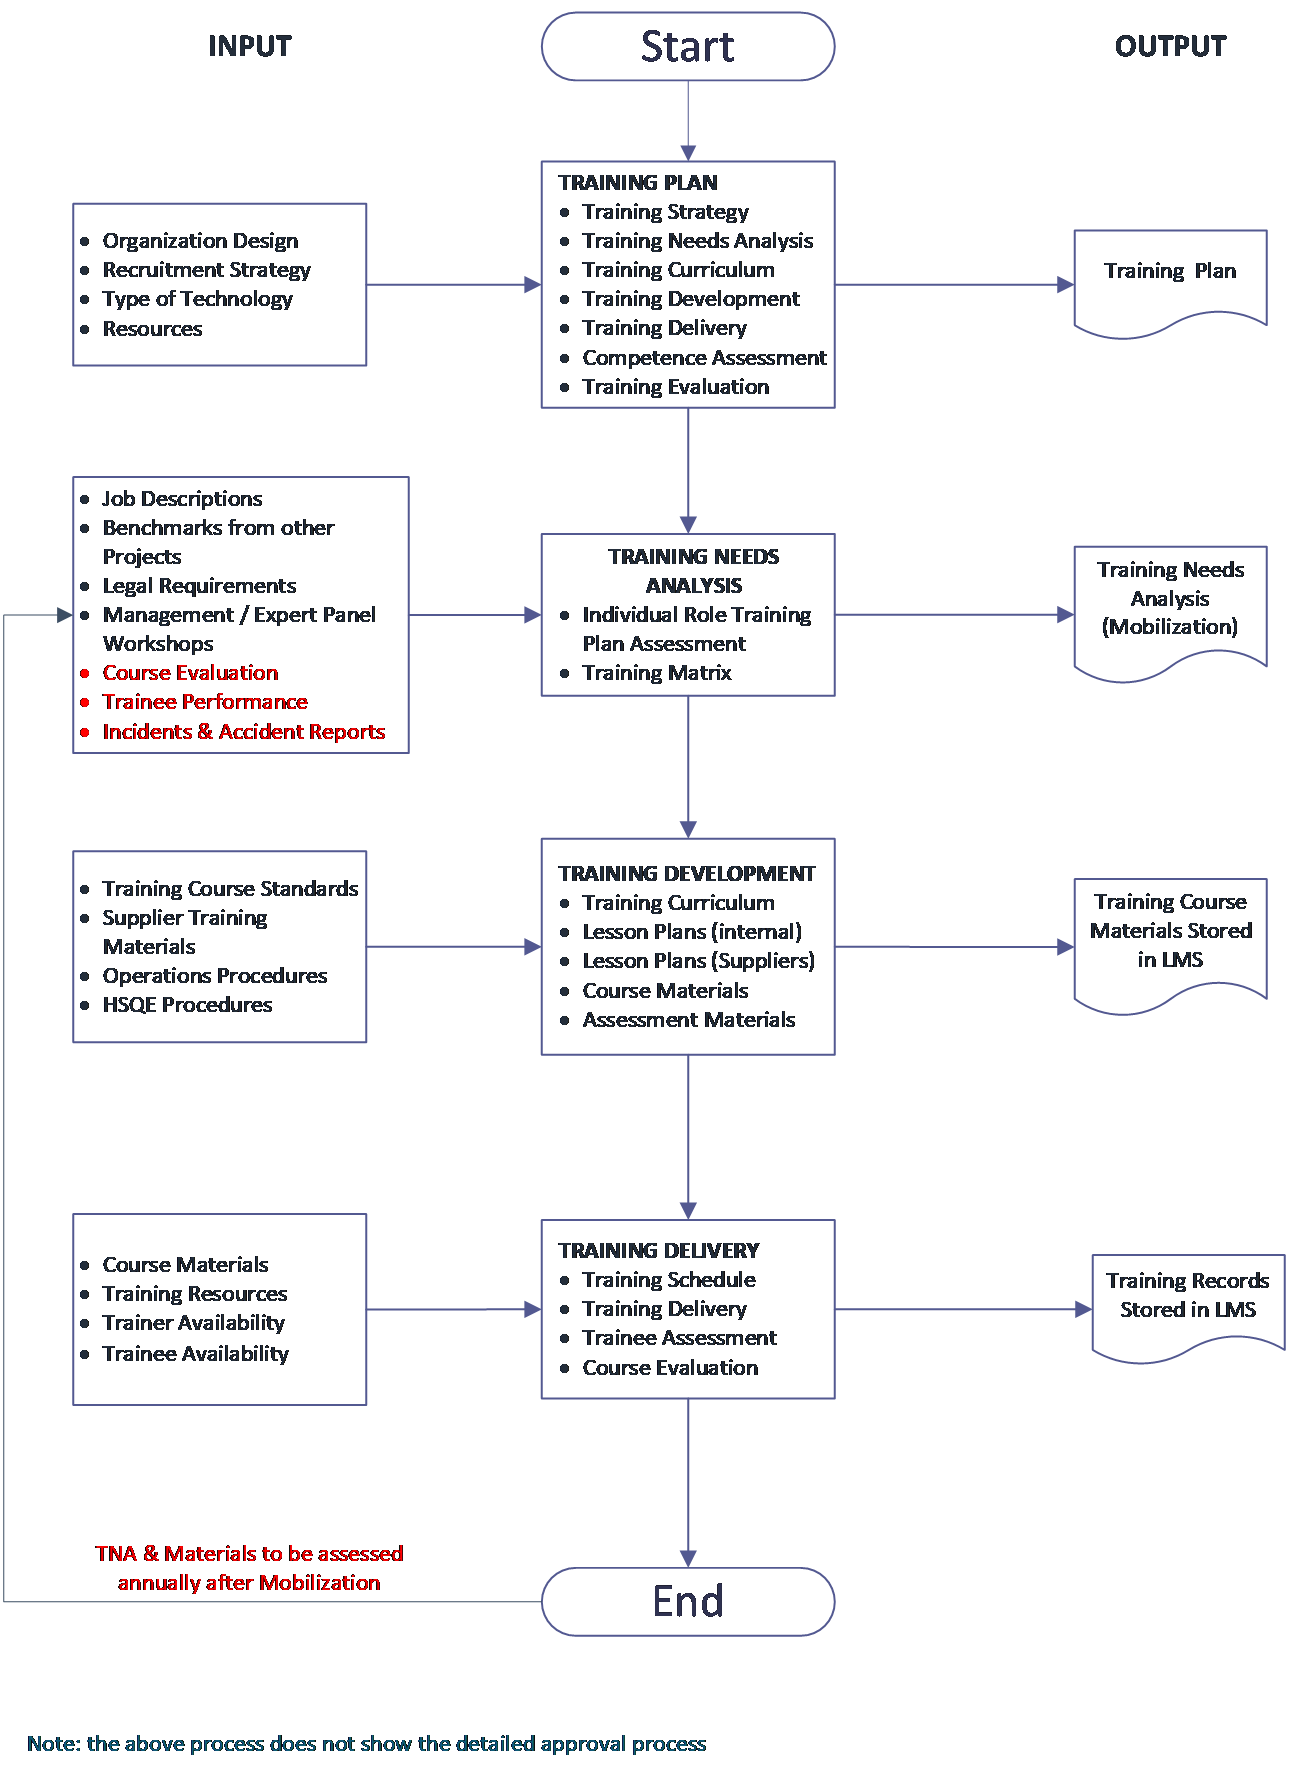 INPUT
Start
OUTPUT
TRAINING PLAN
• Training Strategy
• Training Needs Analysis
• Training Curriculum
• Training Development
• Training Delivery
• Competence Assessment
• Training Evaluation
• Organization Design
• Recruitment Strategy
• Type of Technology
• Resources
Training Plan
• Job Descriptions
• Benchmarks from other
Projects
• Legal Requirements
• Management / Expert Panel
Workshops
• Course Evaluation
• Trainee Performance
• Incidents & Accident Reports
TRAINING NEEDS
ANALYSIS
• Individual Role Training
Plan Assessment
• Training Matrix
Training Needs
Analysis
(Mobilization)
• Training Course Standards
• Supplier Training
Materials
• Operations Procedures
• HSQE Procedures
TRAINING DEVELOPMENT
• Training Curriculum
• Lesson Plans (internal)
• Lesson Plans (Suppliers)
• Course Materials
• Assessment Materials
Training Course
Materials Stored
in LMS
• Course Materials
• Training Resources
• Trainer Availability
• Trainee Availability
TRAINING DELIVERY
• Training Schedule
• Training Delivery
• Trainee Assessment
• Course Evaluation
Training Records
Stored in LMS
TNA & Materials to be assessed
annually after Mobilization
End
Note: the above process does not show the detailed approval process